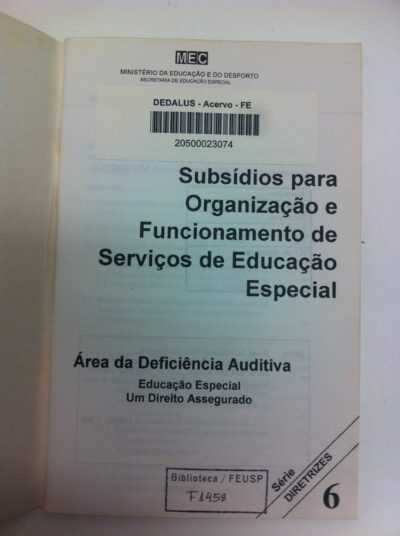 MEC
MINISTÉRIO DA EDUCAÇÃO E DO DESPORTO
SECRETARIA DE EDUCAÇÃO ESPECIAL
DEDALUS - Acervo - FE
20500023074
Subsídios para
Organização e
Funcionamento de
Serviços de Educação
Especial
Área da Deficiência Auditiva
Educação Especial
Um Direito Assegurado
Biblioteca / FEUSP
F1458
Série
DIRETRIZES
6